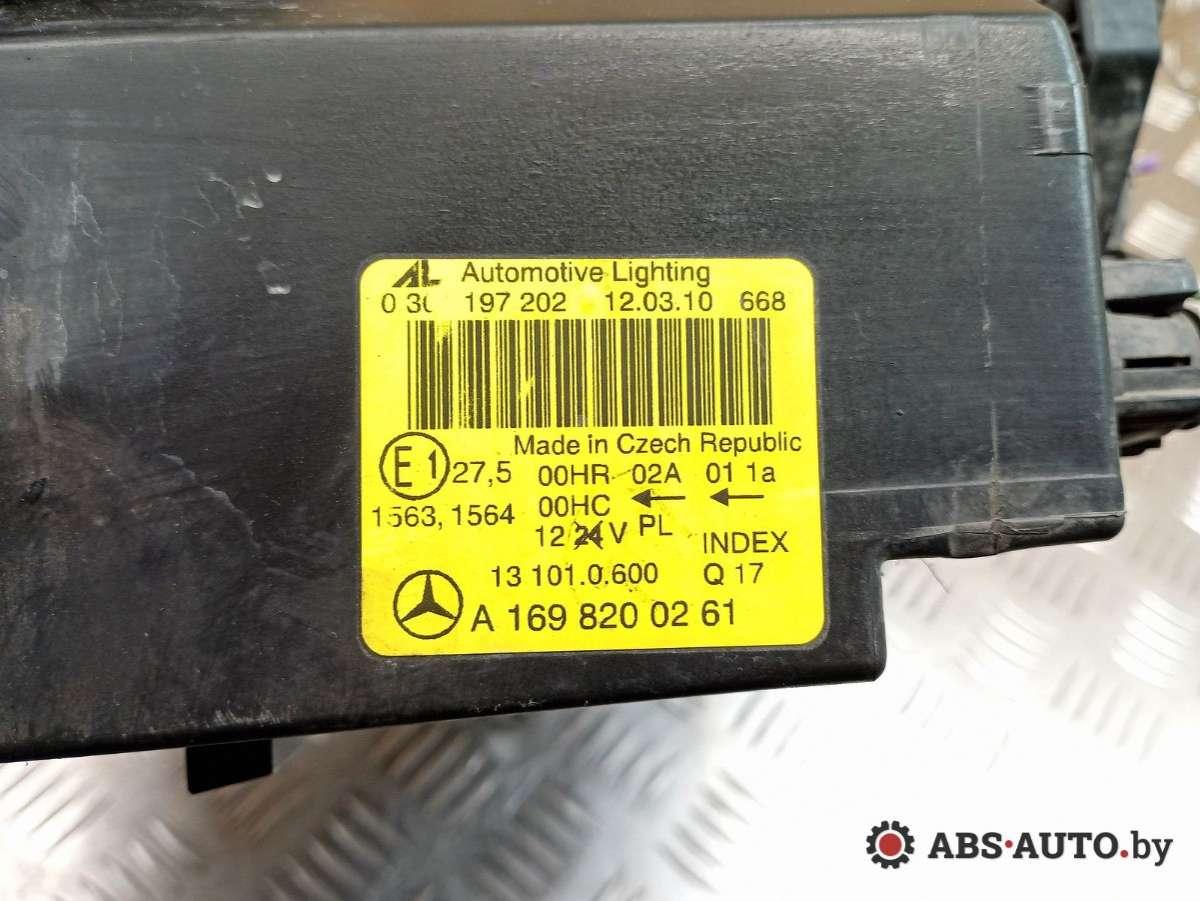 AL Automotive Lighting
197 202 12.03.10 668
Made in Czech Republic
E1 27,5 00HR 02A 01 1a
1563, 1564 00HC ← ←
12 24 V PL
INDEX
13 101.0.600 Q 17
A 169 820 02 61
ABS·AUTO.by